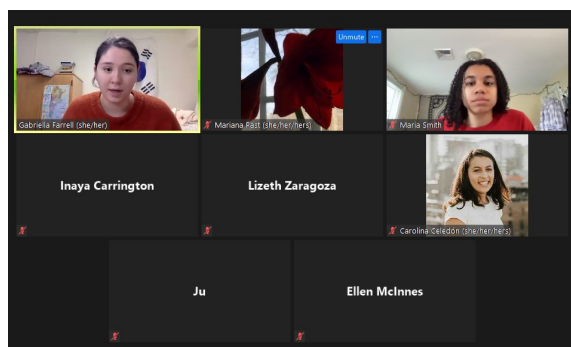 Unmute ...
Gabriella Farrell (she/her)
Mariana Past (she/her/hers)
Maria Smith
Inaya Carrington
Lizeth Zaragoza
Carolina Celedón (she/her/hers)
Ju
Ellen McInnes